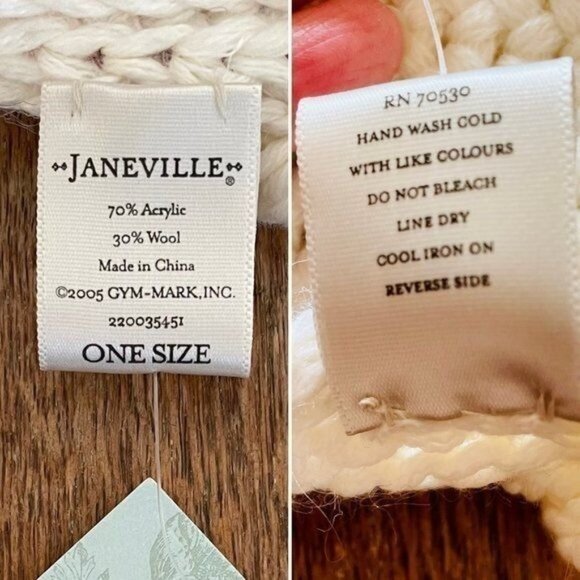 JANEVILLE®
70% Acrylic
30% Wool
Made in China
©2005 GYM-MARK,INC.
220035451
ONE SIZE
RN 70530
HAND WASH COLD
WITH LIKE COLOURS
DO NOT BLEACH
LINE DRY
COOL IRON ON
REVERSE SIDE